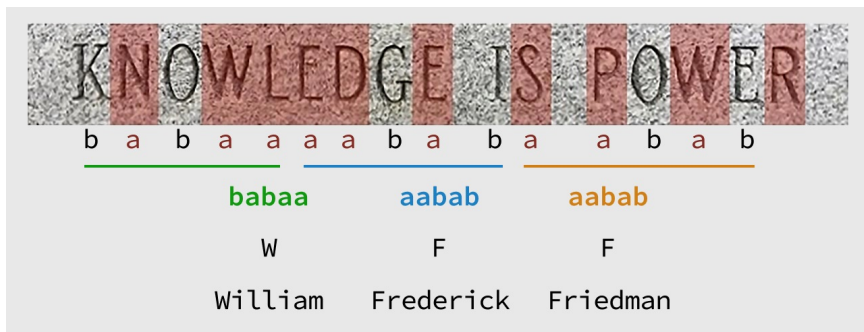 KNOWLEDGE IS POWER
b a b a a a a b a b a a b a b
babaa aabab aabab
W F F
William Frederick Friedman